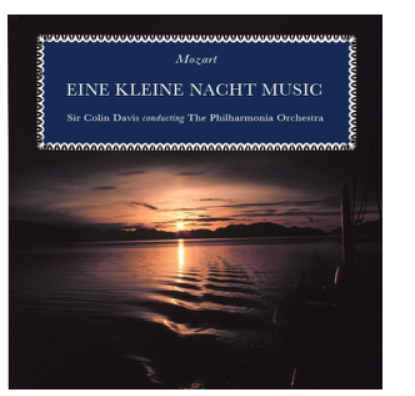 Mozart
EINE KLEINE NACHT MUSIC
Sir Colin Davis conducting The Philharmonia Orchestra